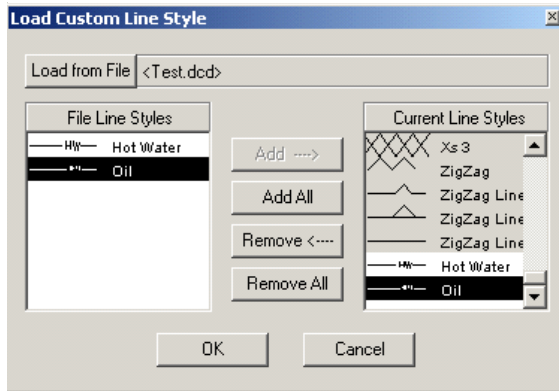 Load Custom Line Style
Load from File <Test.dcd>
File Line Styles
HW Hot Water
Oil
Add ---->
Add All
Remove <----
Remove All
Current Line Styles
Xs 3
ZigZag
ZigZag Line
ZigZag Line
ZigZag Line
HW Hot Water
Oil
OK
Cancel